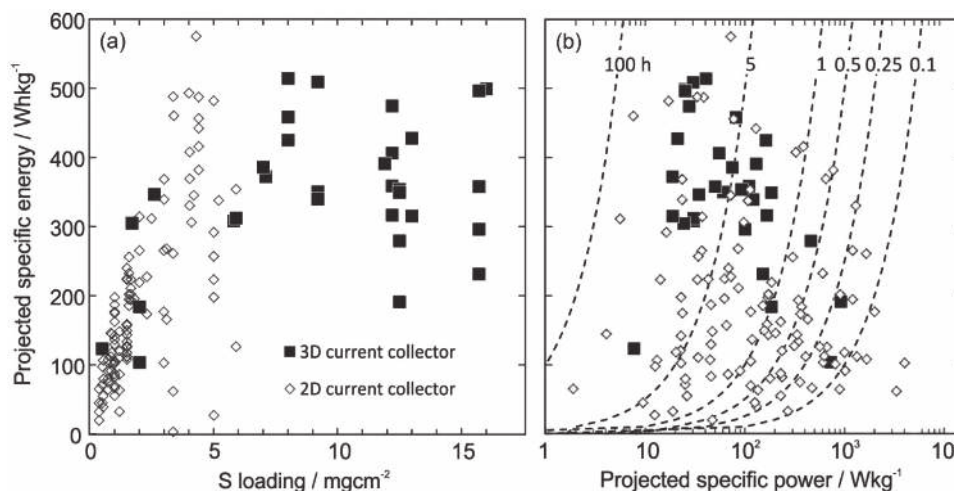 600
500
400
300
200
100
0
Projected specific energy / Whkg⁻¹
(a)
3D current collector
2D current collector
0 5 10 15
S loading / mgcm⁻²
(b)
100 h 5 1 0.5 0.25 0.1
1 10 10² 10³ 10⁴
Projected specific power / Wkg⁻¹